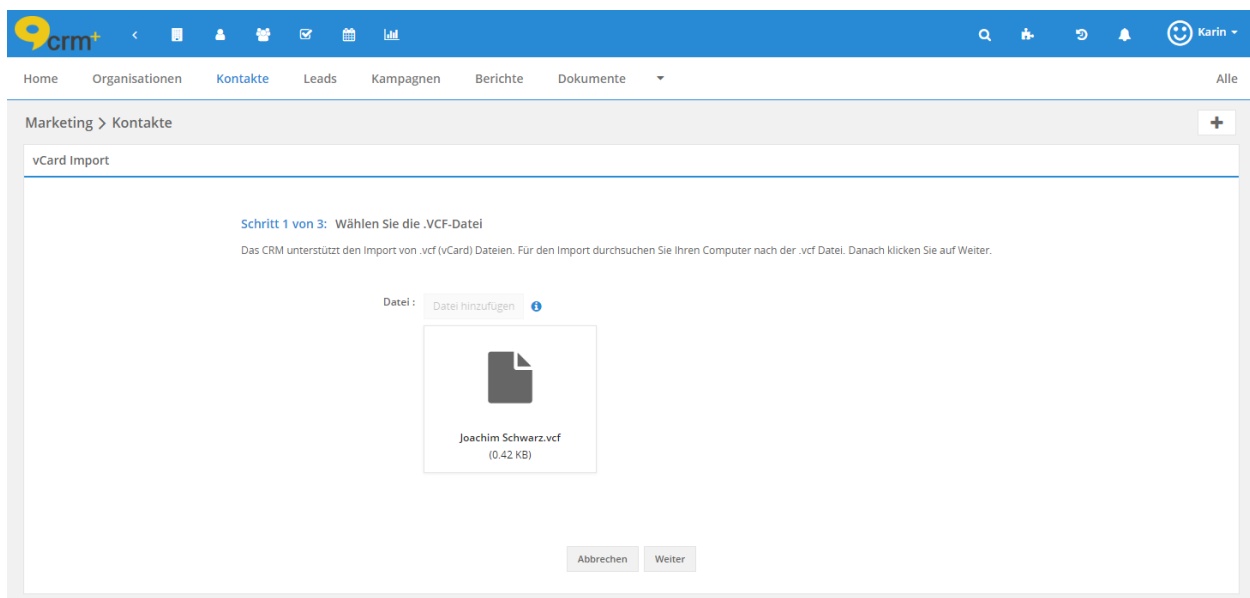 crm+
Karin
Home Organisationen Kontakte Leads Kampagnen Berichte Dokumente Alle
Marketing > Kontakte
vCard Import
Schritt 1 von 3: Wählen Sie die .VCF-Datei
Das CRM unterstützt den Import von .vcf (vCard) Dateien. Für den Import durchsuchen Sie Ihren Computer nach der .vcf Datei. Danach klicken Sie auf Weiter.
Datei : Datei hinzufügen
Joachim Schwarz.vcf
(0.42 KB)
Abbrechen Weiter